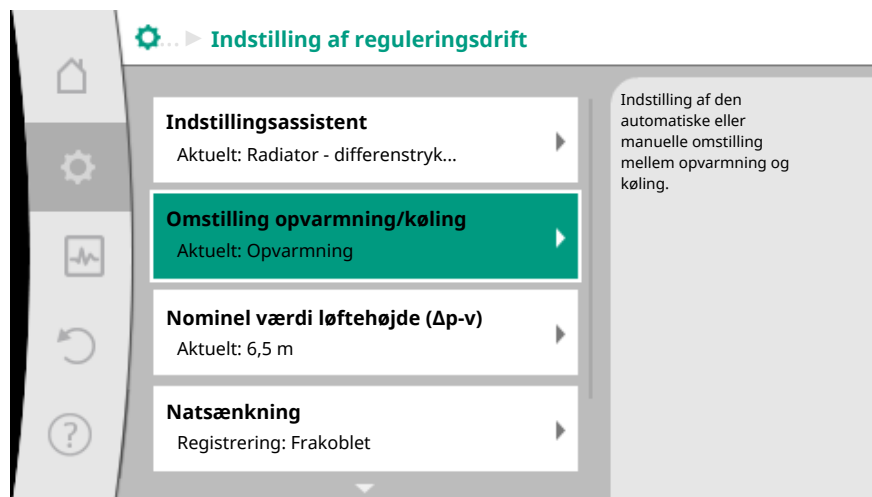 ... Indstilling af reguleringsdrift
Indstillingsassistent
Aktuelt: Radiator - differenstryk...
Omstilling opvarmning/køling
Aktuelt: Opvarmning
Nominel værdi løftehøjde (Δp-v)
Aktuelt: 6,5 m
Natsænkning
Registrering: Frakoblet
Indstilling af den
automatiske eller
manuelle omstilling
mellem opvarmning og
køling.
?